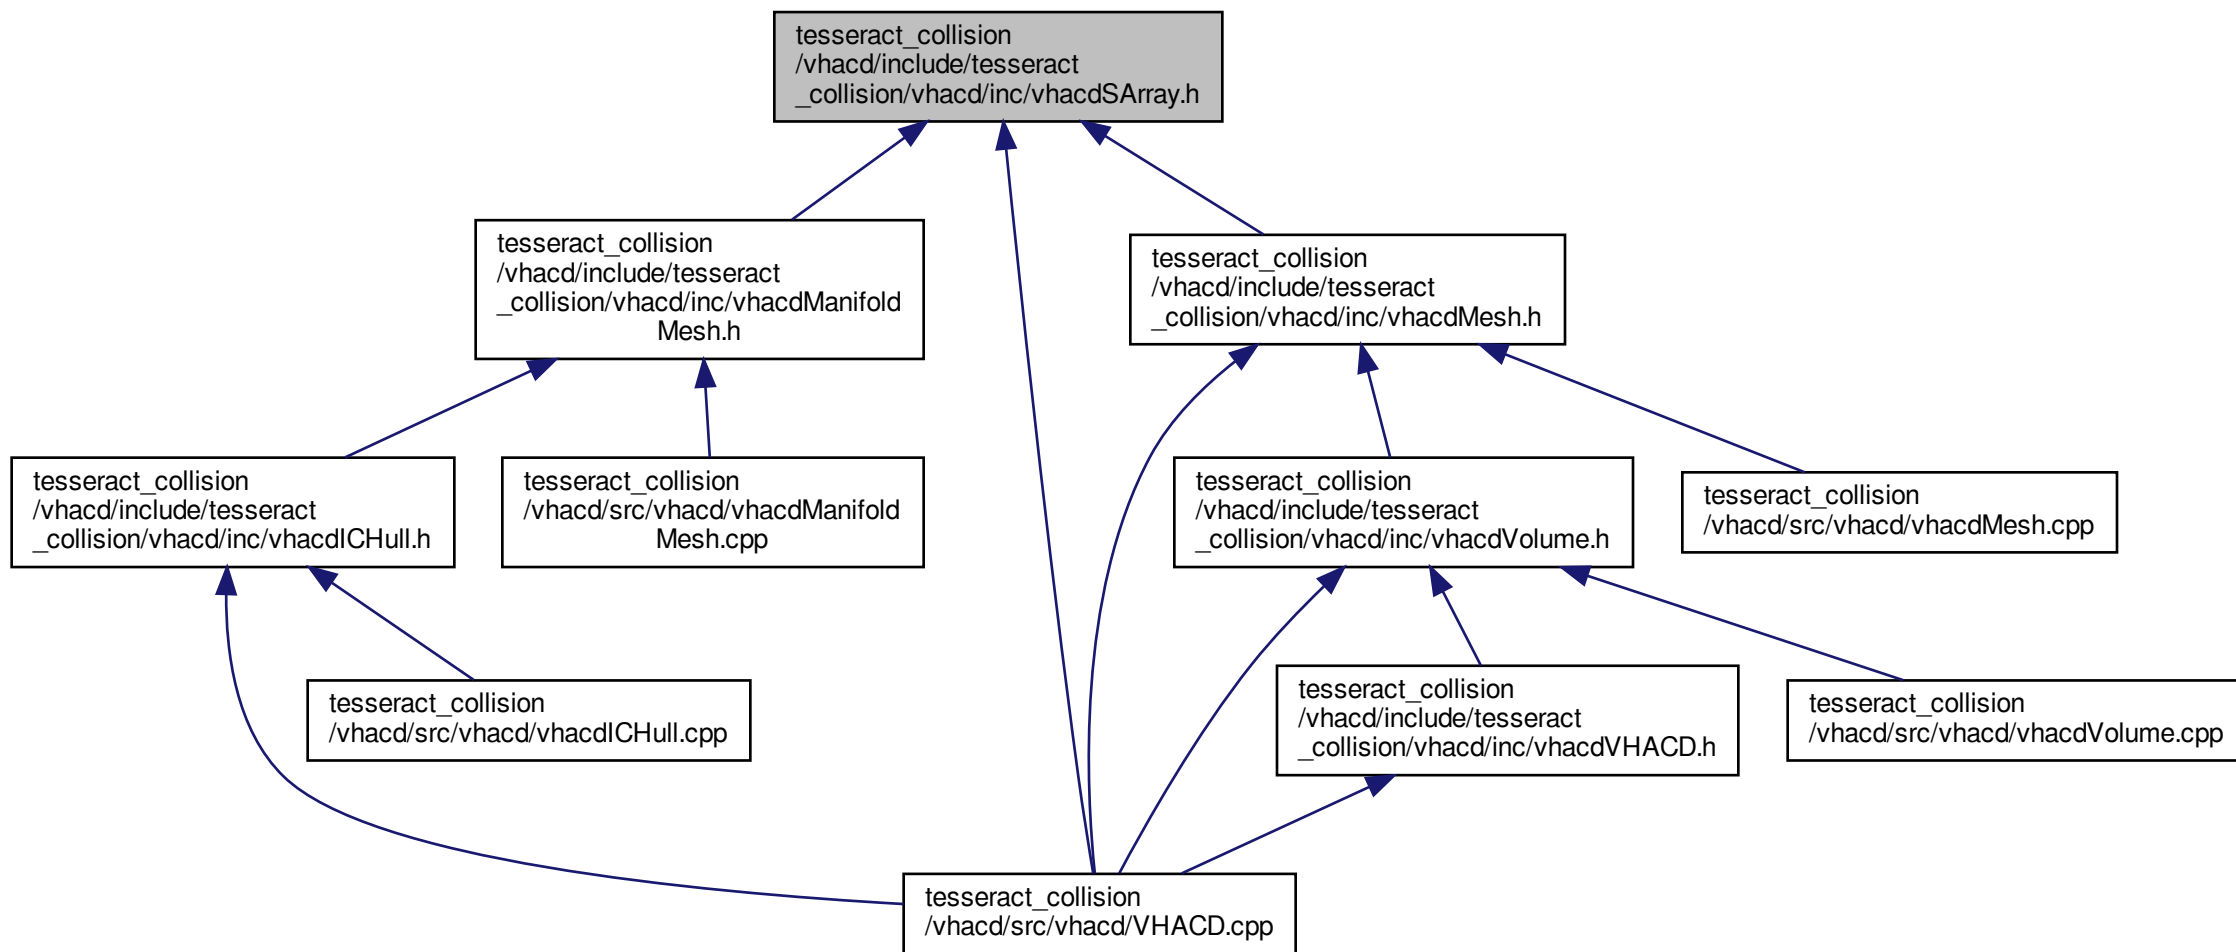 tesseract_collision
/vhacd/include/tesseract
_collision/vhacd/inc/vhacdSArray.h
tesseract_collision
/vhacd/include/tesseract
_collision/vhacd/inc/vhacdManifold
Mesh.h
tesseract_collision
/vhacd/include/tesseract
_collision/vhacd/inc/vhacdMesh.h
tesseract_collision
/vhacd/include/tesseract
_collision/vhacd/inc/vhacdICHull.h
tesseract_collision
/vhacd/src/vhacd/vhacdManifold
Mesh.cpp
tesseract_collision
/vhacd/include/tesseract
_collision/vhacd/inc/vhacdVolume.h
tesseract_collision
/vhacd/src/vhacd/vhacdMesh.cpp
tesseract_collision
/vhacd/src/vhacd/vhacdICHull.cpp
tesseract_collision
/vhacd/include/tesseract
_collision/vhacd/inc/vhacdVHACD.h
tesseract_collision
/vhacd/src/vhacd/vhacdVolume.cpp
tesseract_collision
/vhacd/src/vhacd/VHACD.cpp